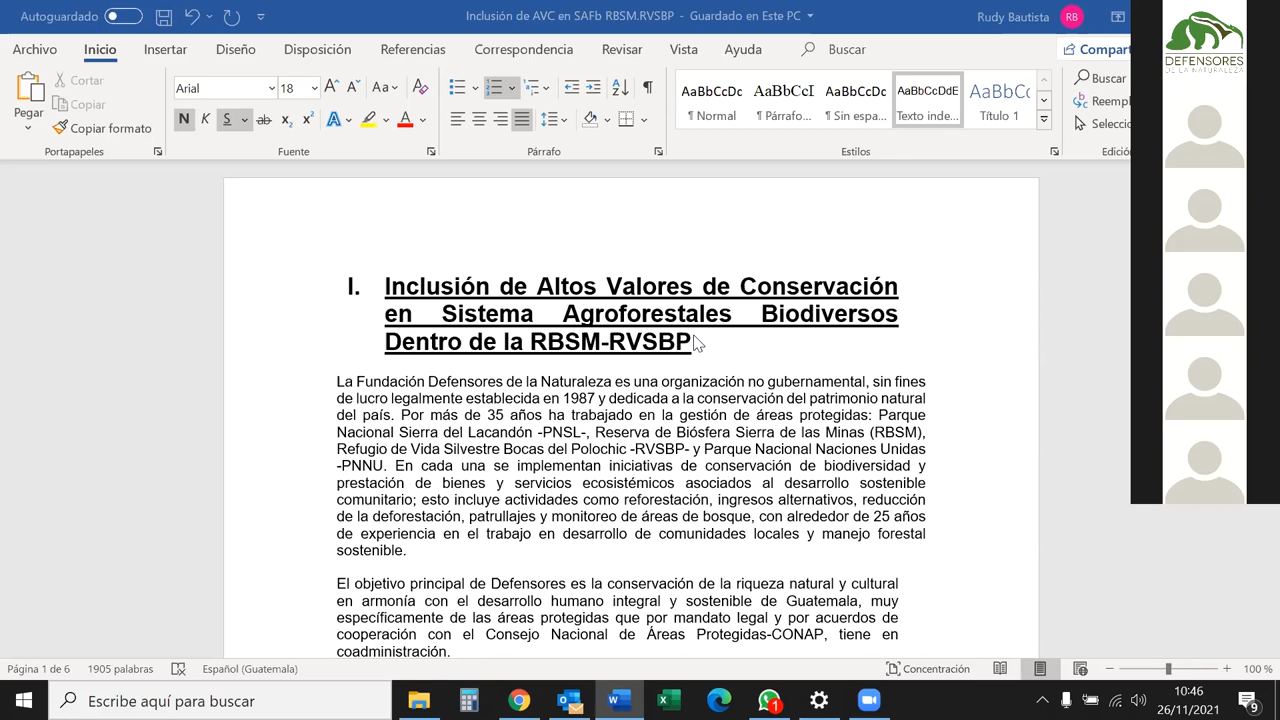 Autoguardado
Inclusión de AVC en SAFb RBSM.RVSBP - Guardado en Este PC
Rudy Bautista
RB
Archivo Inicio Insertar Diseño Disposición Referencias Correspondencia Revisar Vista Ayuda Buscar
Compart
Pegar
Cortar
Copiar
Copiar formato
Portapapeles
Arial 18
N K S ab x₂ x²
Fuente
Párrafo
AaBbCcDc
¶ Normal
AaBbCcI
¶ Párrafo...
AaBbCcDc
¶ Sin espa...
AaBbCcDdE
Texto inde...
AaBbCc
Título 1
Estilos
Buscar
Reempl
Selecci
Edició
DEFENSORES
DE LA NATURALEZA
I. Inclusión de Altos Valores de Conservación
en Sistema Agroforestales Biodiversos
Dentro de la RBSM-RVSBP
La Fundación Defensores de la Naturaleza es una organización no gubernamental, sin fines
de lucro legalmente establecida en 1987 y dedicada a la conservación del patrimonio natural
del país. Por más de 35 años ha trabajado en la gestión de áreas protegidas: Parque
Nacional Sierra del Lacandón -PNSL-, Reserva de Biósfera Sierra de las Minas (RBSM),
Refugio de Vida Silvestre Bocas del Polochic -RVSBP- y Parque Nacional Naciones Unidas
-PNNU. En cada una se implementan iniciativas de conservación de biodiversidad y
prestación de bienes y servicios ecosistémicos asociados al desarrollo sostenible
comunitario; esto incluye actividades como reforestación, ingresos alternativos, reducción
de la deforestación, patrullajes y monitoreo de áreas de bosque, con alrededor de 25 años
de experiencia en el trabajo en desarrollo de comunidades locales y manejo forestal
sostenible.
El objetivo principal de Defensores es la conservación de la riqueza natural y cultural
en armonía con el desarrollo humano integral y sostenible de Guatemala, muy
específicamente de las áreas protegidas que por mandato legal y por acuerdos de
cooperación con el Consejo Nacional de Áreas Protegidas-CONAP, tiene en
coadministración.
Página 1 de 6 1905 palabras Español (Guatemala) Concentración 100 %
Escribe aquí para buscar
1
10:46
26/11/2021
9